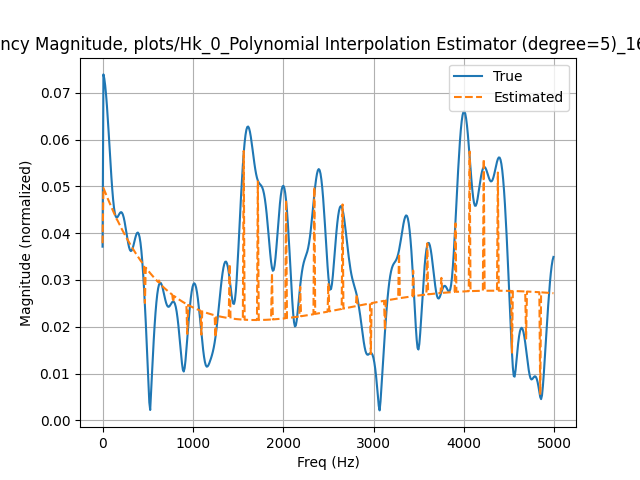 ncy Magnitude, plots/Hk_0_Polynomial Interpolation Estimator (degree=5)_16
True
Estimated
Magnitude (normalized)
0.07
0.06
0.05
0.04
0.03
0.02
0.01
0.00
0 1000 2000 3000 4000 5000
Freq (Hz)